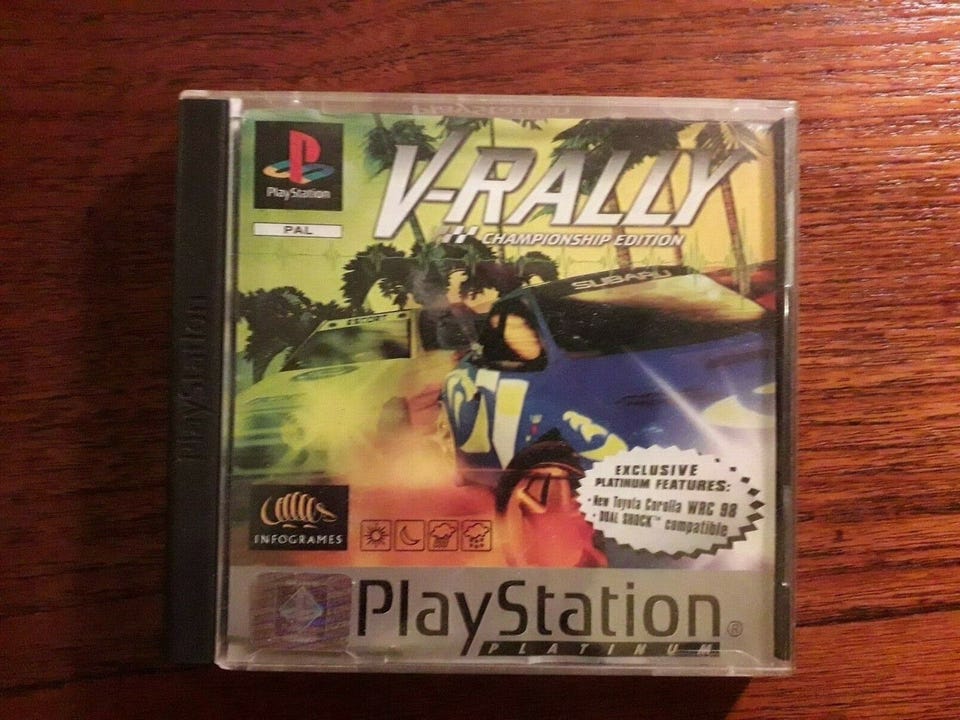 PlayStation
PlayStation
PAL
V-RALLY
CHAMPIONSHIP EDITION
SUBARU
EXCLUSIVE
PLATINUM FEATURES:
• New Toyota Corolla WRC 98
• DUAL SHOCK™ compatible
INFOGRAMES
PlayStation®
PLATINUM